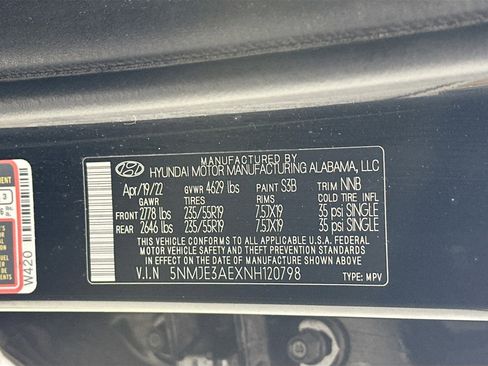 MANUFACTURED BY
HYUNDAI MOTOR MANUFACTURING ALABAMA, LLC
Apr/19/22 GVWR 4629 lbs PAINT S3B TRIM NNB
GAWR TIRES RIMS COLD TIRE INFL
FRONT 2778 lbs 235/55R19 7.5JX19 35 psi SINGLE
REAR 2646 lbs 235/55R19 7.5JX19 35 psi SINGLE
THIS VEHICLE CONFORMS TO ALL APPLICABLE U.S.A. FEDERAL
MOTOR VEHICLE SAFETY AND THEFT PREVENTION STANDARDS
IN EFFECT ON THE DATE OF MANUFACTURE SHOWN ABOVE.
V.I.N 5NMJE3AEXNH120798 TYPE: MPV
W420
3